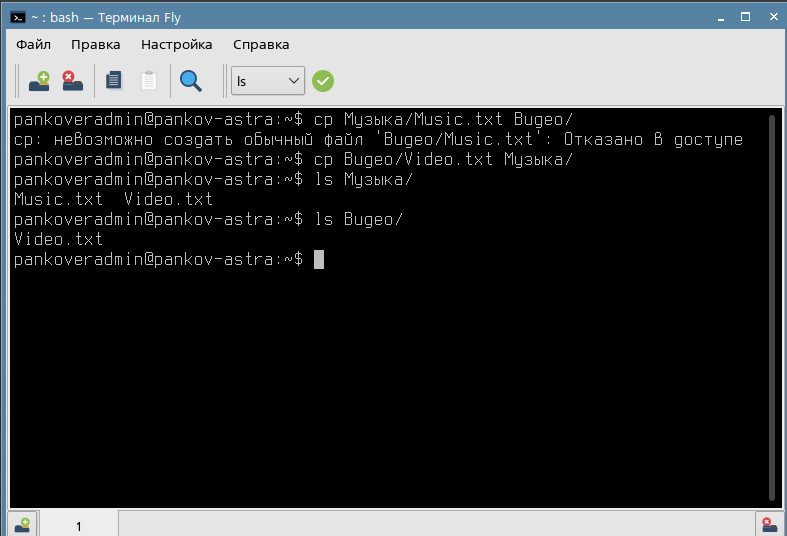 ~ : bash — Терминал Fly
Файл Правка Настройка Справка
ls
pankoveradmin@pankov-astra:~$ cp Музыка/Music.txt Видео/
cp: невозможно создать обычный файл 'Видео/Music.txt': Отказано в доступе
pankoveradmin@pankov-astra:~$ cp Видео/Video.txt Музыка/
pankoveradmin@pankov-astra:~$ ls Музыка/
Music.txt  Video.txt
pankoveradmin@pankov-astra:~$ ls Видео/
Video.txt
pankoveradmin@pankov-astra:~$
1